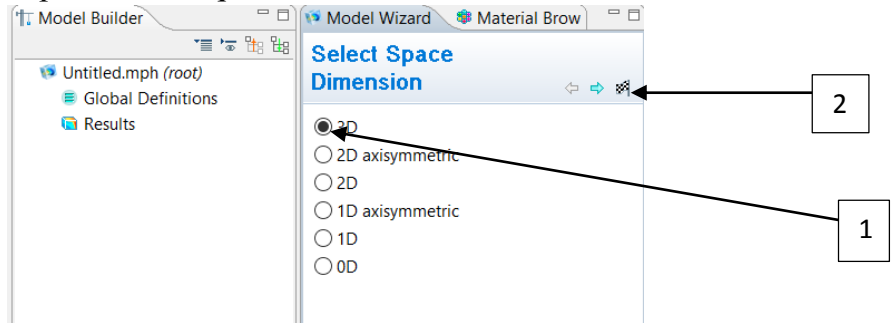 Model Builder
Model Wizard
Material Brow
Select Space
Dimension
Untitled.mph (root)
Global Definitions
Results
3D
2D axisymmetric
2D
1D axisymmetric
1D
0D
2
1